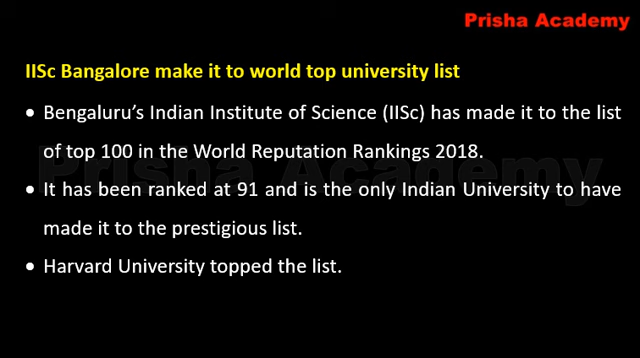 Prisha Academy
IISc Bangalore make it to world top university list
• Bengaluru's Indian Institute of Science (IISc) has made it to the list
of top 100 in the World Reputation Rankings 2018.
Prisha Academy
• It has been ranked at 91 and is the only Indian University to have
made it to the prestigious list.
• Harvard University topped the list.